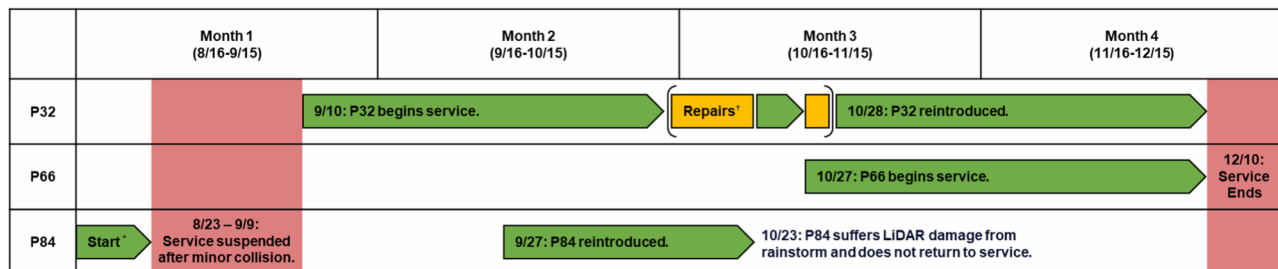 Month 1
(8/16-9/15)
Month 2
(9/16-10/15)
Month 3
(10/16-11/15)
Month 4
(11/16-12/15)
P32
9/10: P32 begins service.
Repairs†
10/28: P32 reintroduced.
P66
10/27: P66 begins service.
12/10:
Service
Ends
P84
Start*
8/23 – 9/9:
Service suspended
after minor collision.
9/27: P84 reintroduced.
10/23: P84 suffers LiDAR damage from
rainstorm and does not return to service.